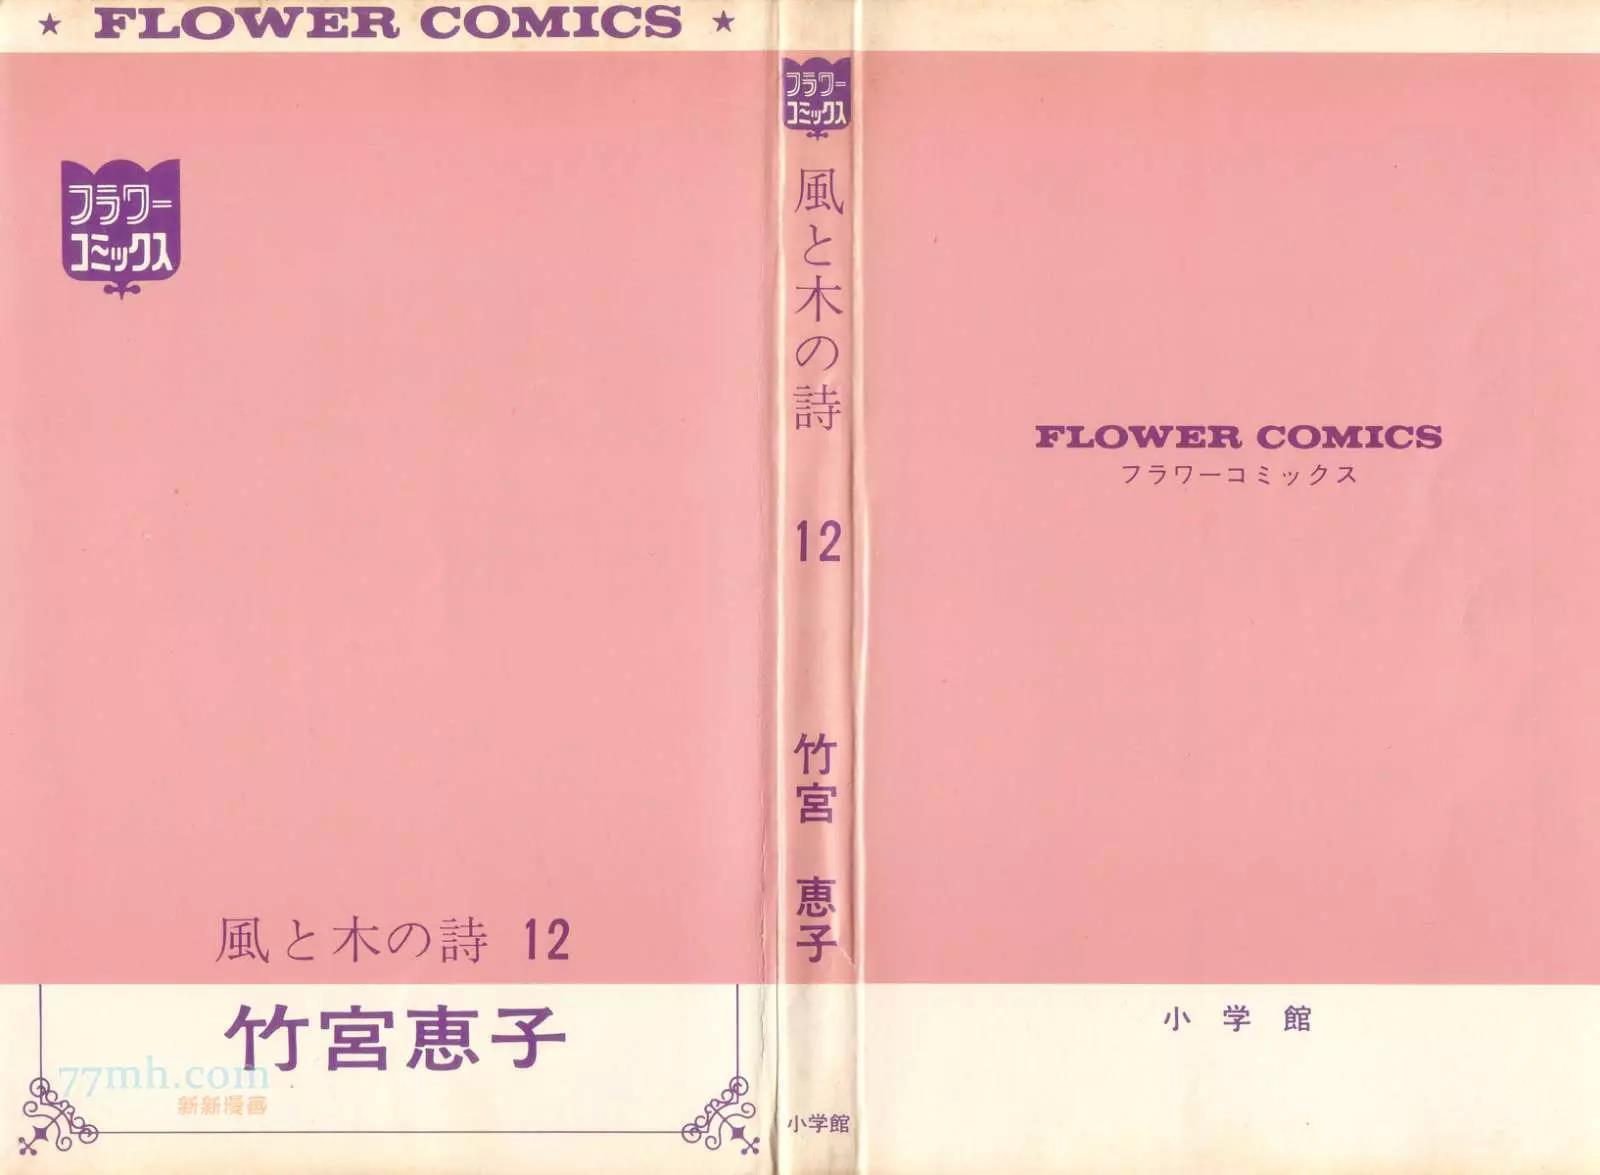 ★ FLOWER COMICS ★
フラワー
コミックス
風と木の詩 12
竹宮恵子
77mh.com
新新漫画
フラワー
コミックス
風と木の詩
12
竹宮 恵子
小学館
FLOWER COMICS
フラワーコミックス
小学館